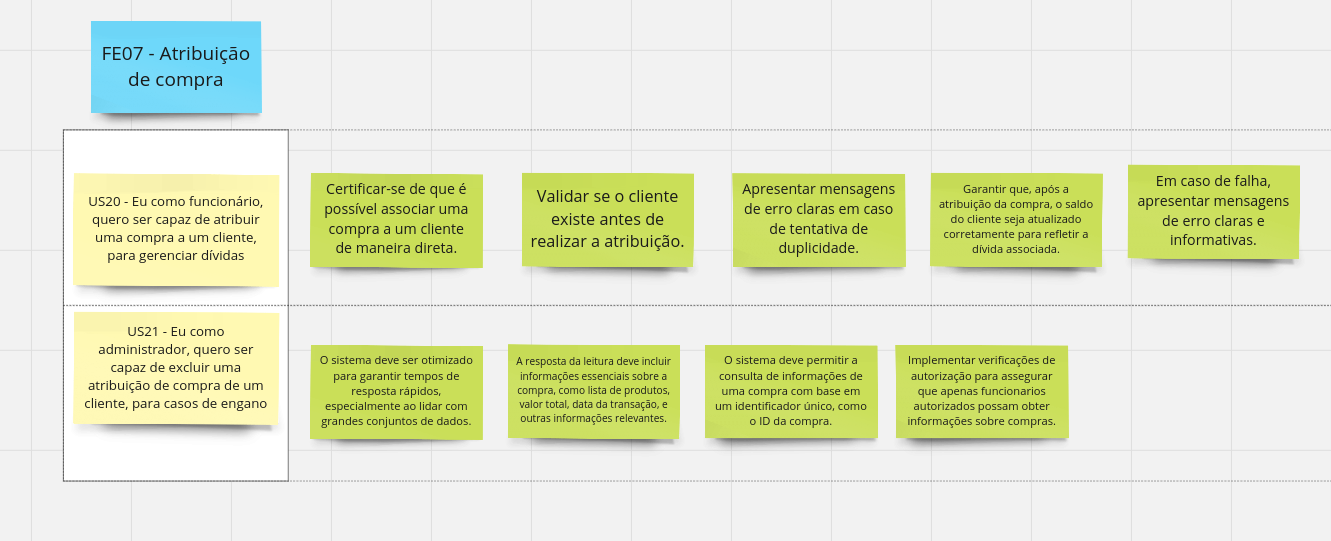 FE07 - Atribuição
de compra
US20 - Eu como funcionário,
quero ser capaz de atribuir
uma compra a um cliente,
para gerenciar dívidas
Certificar-se de que é
possível associar uma
compra a um cliente
de maneira direta.
Validar se o cliente
existe antes de
realizar a atribuição.
Apresentar mensagens
de erro claras em caso
de tentativa de
duplicidade.
Garantir que, após a
atribuição da compra, o saldo
do cliente seja atualizado
corretamente para refletir a
dívida associada.
Em caso de falha,
apresentar mensagens
de erro claras e
informativas.
US21 - Eu como
administrador, quero ser
capaz de excluir uma
atribuição de compra de um
cliente, para casos de engano
O sistema deve ser otimizado
para garantir tempos de
resposta rápidos,
especialmente ao lidar com
grandes conjuntos de dados.
A resposta da leitura deve incluir
informações essenciais sobre a
compra, como lista de produtos,
valor total, data da transação, e
outras informações relevantes.
O sistema deve permitir a
consulta de informações de
uma compra com base em
um identificador único, como
o ID da compra.
Implementar verificações de
autorização para assegurar
que apenas funcionarios
autorizados possam obter
informações sobre compras.